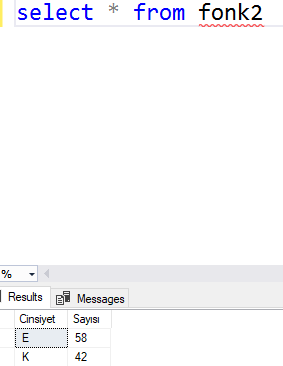 select * from fonk2
%
Results Messages
Cinsiyet Sayısı
E 58
K 42